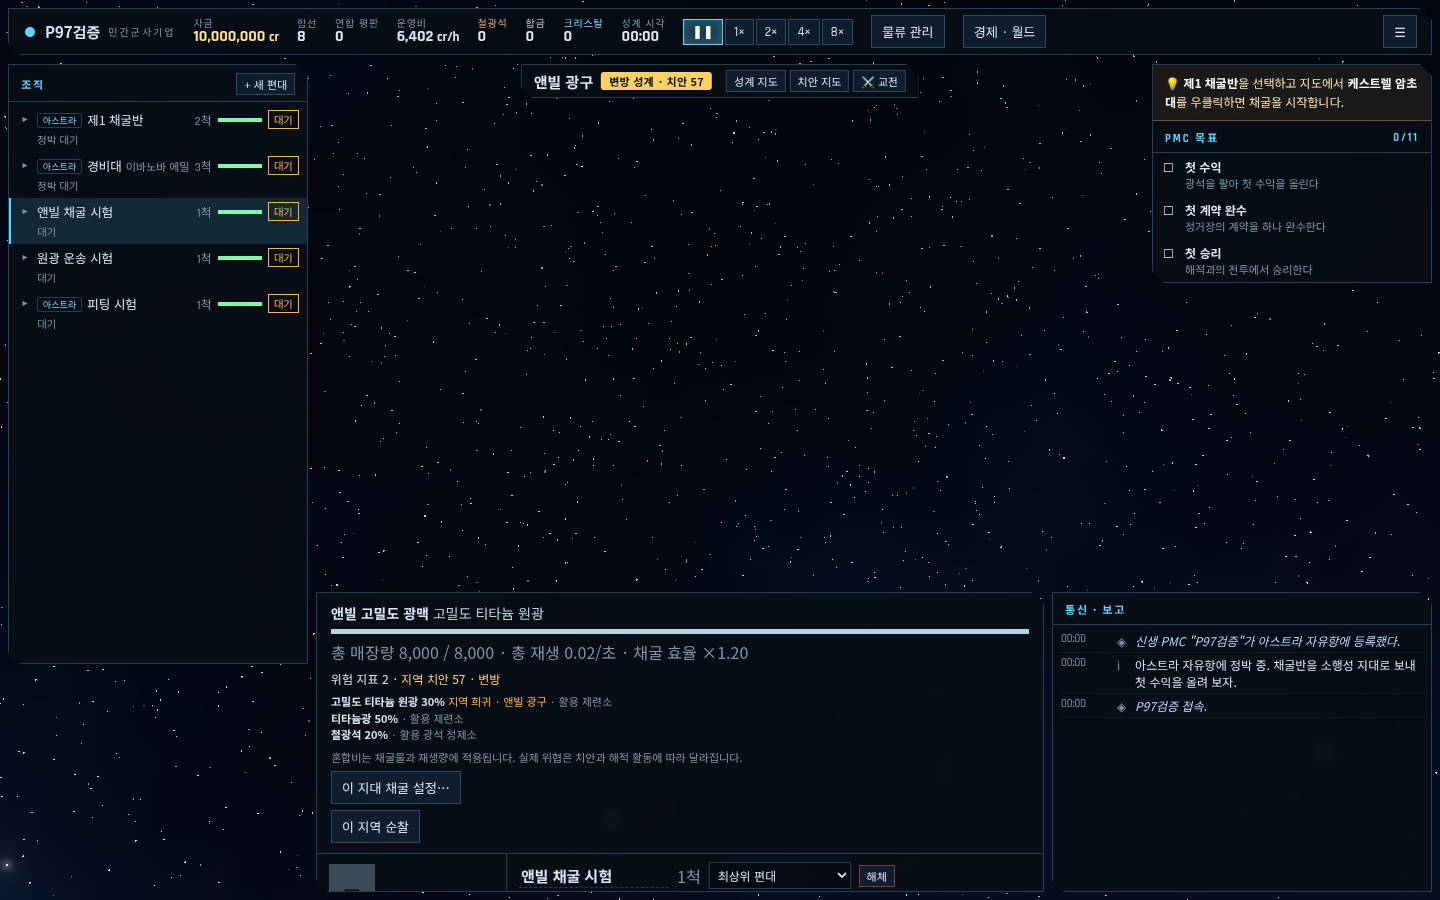 P97검증 민간군사기업
자금 10,000,000 cr
함선 8
연합 평판 0
운영비 6,402 cr/h
철광석 0
합금 0
크리스탈 0
성계 시각 00:00
❚❚ 1× 2× 4× 8×
물류 관리
경제 · 월드
☰
조직
+ 새 편대
▸ 아스트라 제1 채굴반 2척 대기
정박 대기
▸ 아스트라 경비대 이바노바 에밀 3척 대기
정박 대기
▸ 앤빌 채굴 시험 1척 대기
대기
▸ 원광 운송 시험 1척 대기
대기
▸ 아스트라 피팅 시험 1척 대기
대기
앤빌 광구 변방 성계 · 치안 57 성계 지도 치안 지도 ⚔ 교전
💡 제1 채굴반을 선택하고 지도에서 케스트렐 암초
대를 우클릭하면 채굴을 시작합니다.
PMC 목표 0/11
☐ 첫 수익
광석을 팔아 첫 수익을 올린다
☐ 첫 계약 완수
정거장의 계약을 하나 완수한다
☐ 첫 승리
해적과의 전투에서 승리한다
앤빌 고밀도 광맥 고밀도 티타늄 원광
총 매장량 8,000 / 8,000 · 총 재생 0.02/초 · 채굴 효율 ×1.20
위험 지표 2 · 지역 치안 57 · 변방
고밀도 티타늄 원광 30% 지역 희귀 · 앤빌 광구 · 활용 제련소
티타늄광 50% · 활용 제련소
철광석 20% · 활용 광석 정제소
혼합비는 채굴물과 재생량에 적용됩니다. 실제 위협은 치안과 해적 활동에 따라 달라집니다.
이 지대 채굴 설정…
이 지역 순찰
앤빌 채굴 시험 1척 최상위 편대 해체
통신 · 보고
00:00 ◈ 신생 PMC "P97검증"가 아스트라 자유항에 등록했다.
00:00 i 아스트라 자유항에 정박 중. 채굴반을 소행성 지대로 보내
첫 수익을 올려 보자.
00:00 ◈ P97검증 접속.